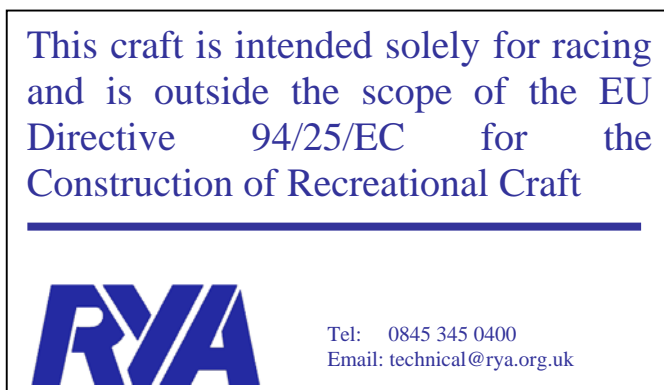 This craft is intended solely for racing
and is outside the scope of the EU
Directive 94/25/EC for the
Construction of Recreational Craft
RYA
Tel: 0845 345 0400
Email: technical@rya.org.uk